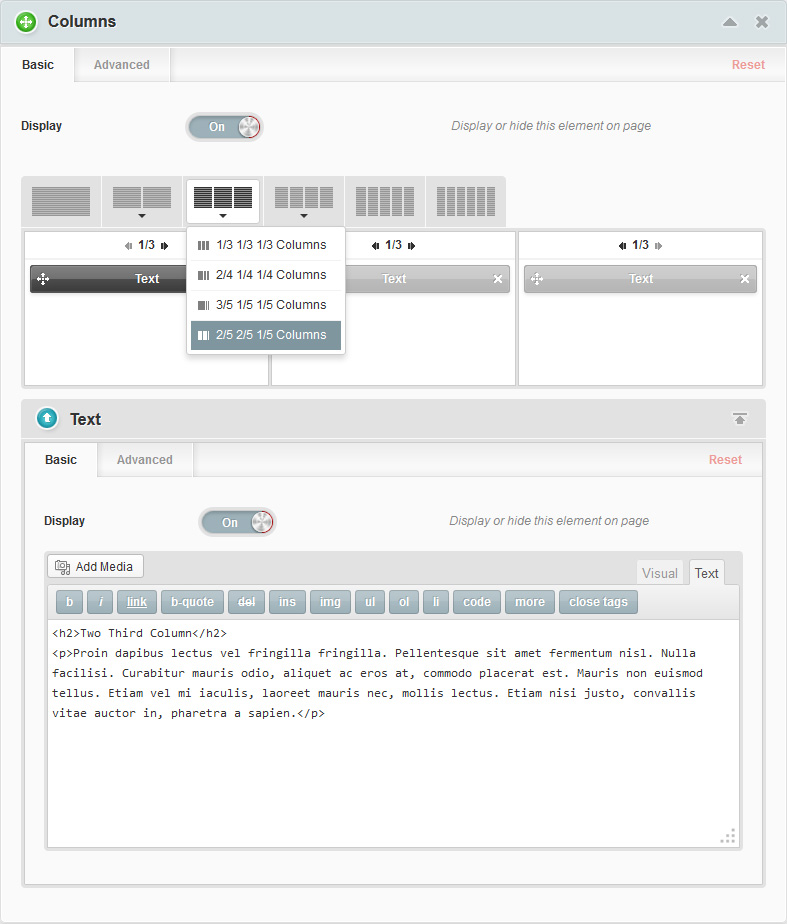 Columns
Basic Advanced Reset
Display On Display or hide this element on page
1/3 1/3 1/3
Text Text Text
1/3 1/3 1/3 Columns
2/4 1/4 1/4 Columns
3/5 1/5 1/5 Columns
2/5 2/5 1/5 Columns
Text
Basic Advanced Reset
Display On Display or hide this element on page
Add Media Visual Text
b i link b-quote del ins img ul ol li code more close tags
<h2>Two Third Column</h2>
<p>Proin dapibus lectus vel fringilla fringilla. Pellentesque sit amet fermentum nisl. Nulla
facilisi. Curabitur mauris odio, aliquet ac eros at, commodo placerat est. Mauris non euismod
tellus. Etiam vel mi iaculis, laoreet mauris nec, mollis lectus. Etiam nisi justo, convallis
vitae auctor in, pharetra a sapien.</p>